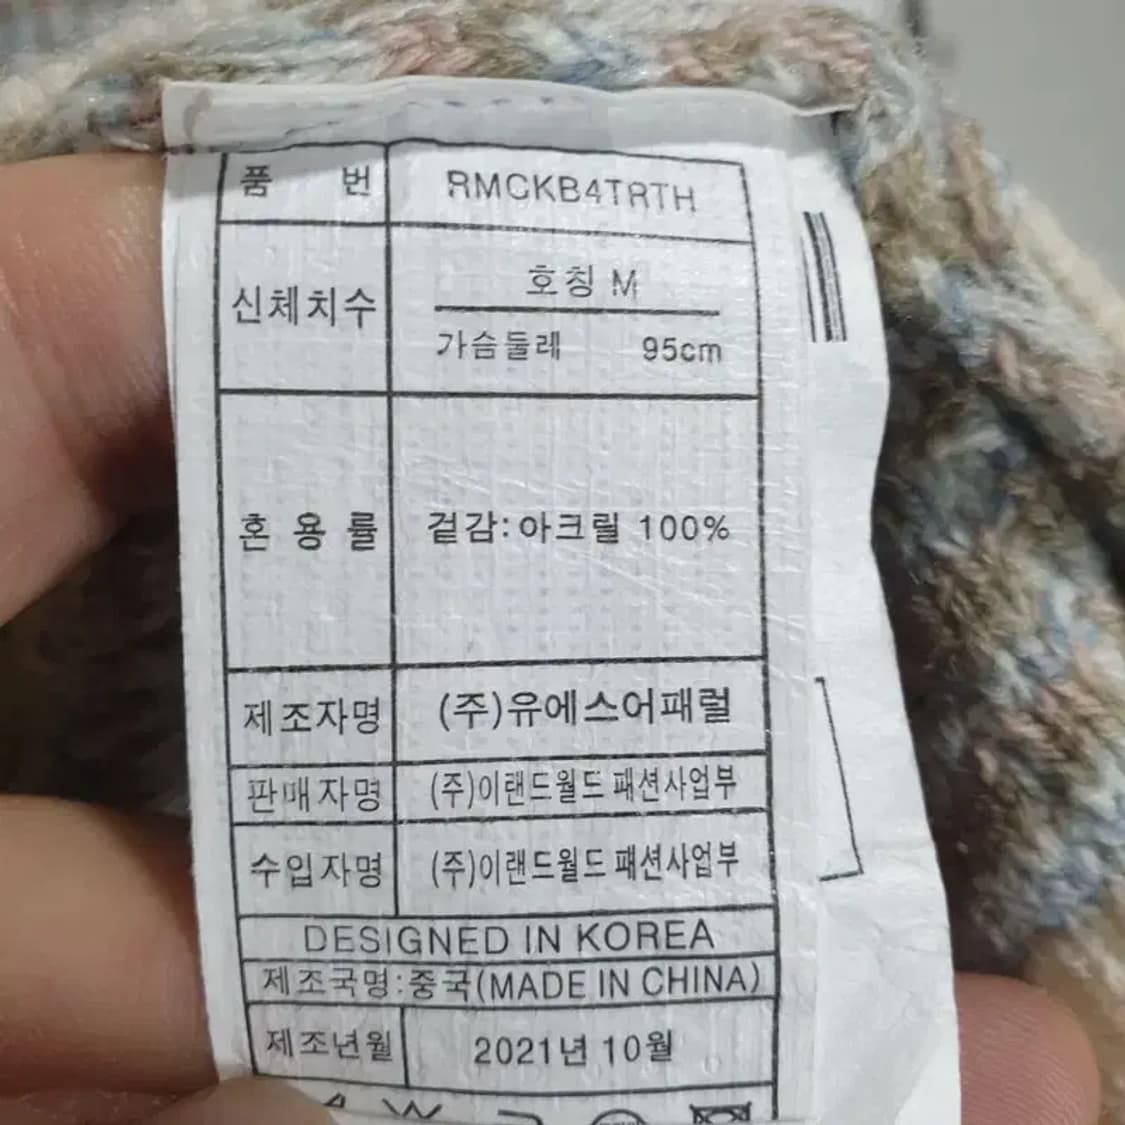 품 번 RMCKB4TRTH
신체치수 호칭 M
가슴둘레 95cm
혼 용 률 겉감:아크릴 100%
제조자명 (주)유에스어패럴
판매자명 (주)이랜드월드 패션사업부
수입자명 (주)이랜드월드 패션사업부
DESIGNED IN KOREA
제조국명:중국(MADE IN CHINA)
제조년월 2021년 10월